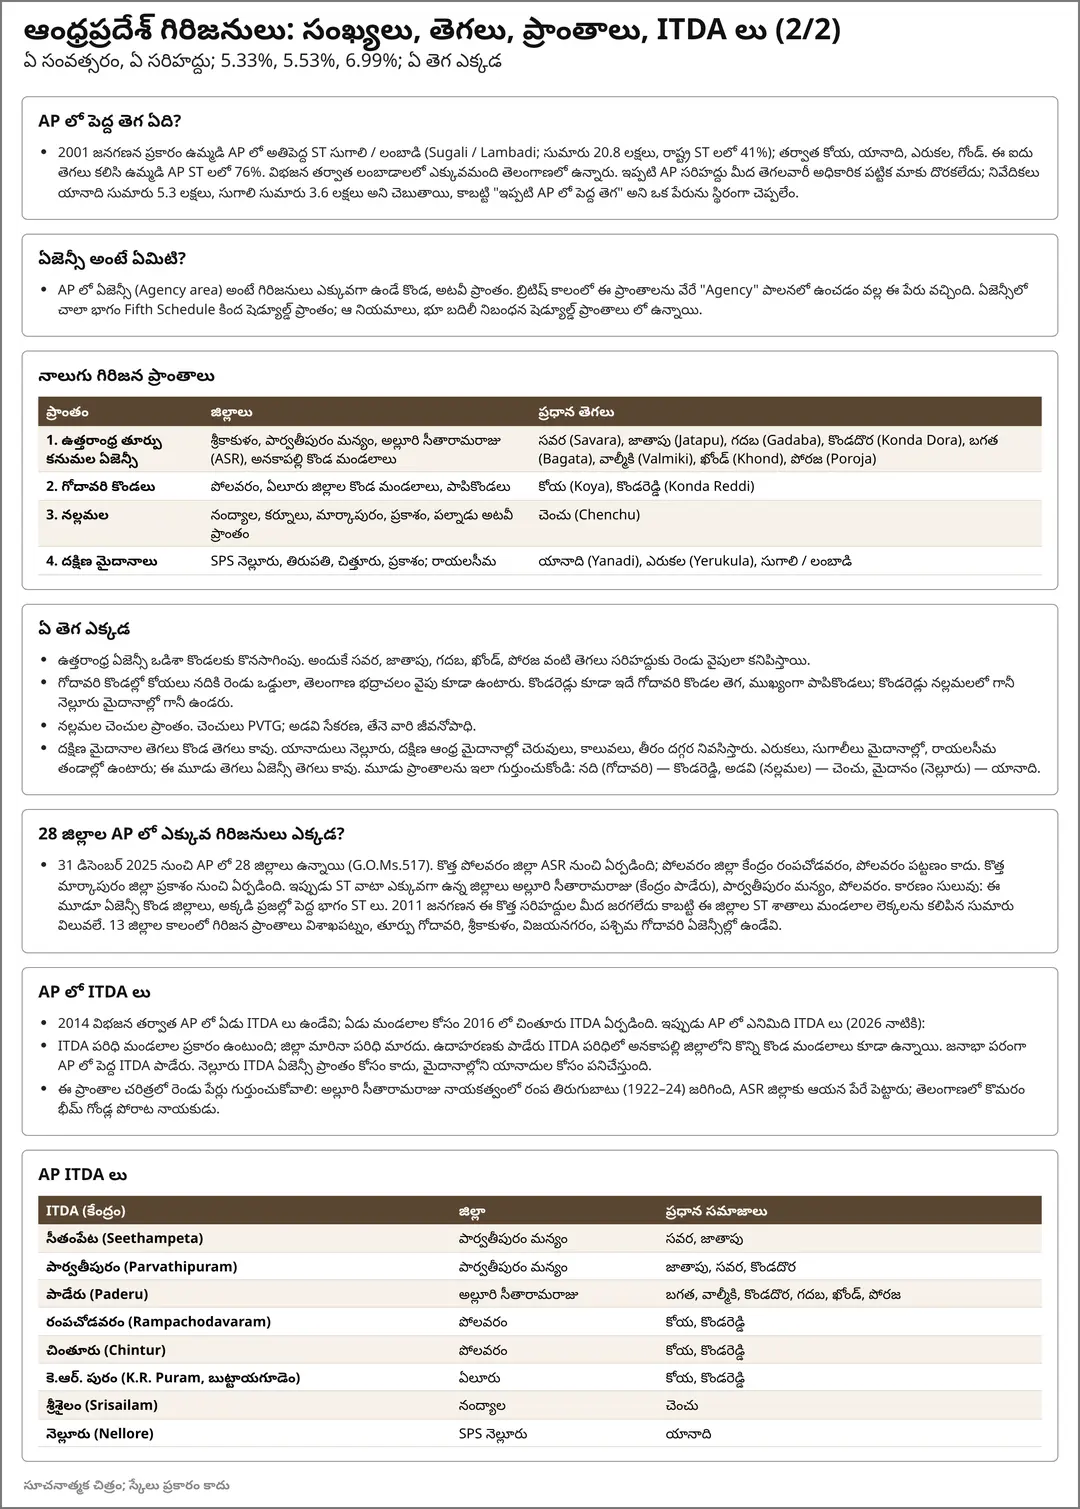 ఆంధ్రప్రదేశ్ గిరిజనులు: సంఖ్యలు, తెగలు, ప్రాంతాలు, ITDA లు (2/2)
ఏ సంవత్సరం, ఏ సరిహద్దు; 5.33%, 5.53%, 6.99%; ఏ తెగ ఎక్కడ
AP లో పెద్ద తెగ ఏది?
• 2001 జనగణన ప్రకారం ఉమ్మడి AP లో అతిపెద్ద ST సుగాలి / లంబాడి (Sugali / Lambadi; సుమారు 20.8 లక్షలు, రాష్ట్ర ST లలో 41%); తర్వాత కోయ, యానాది, ఎరుకల, గోండ్. ఈ ఐదు
తెగలు కలిసి ఉమ్మడి AP ST లలో 76%. విభజన తర్వాత లంబాడాలలో ఎక్కువమంది తెలంగాణలో ఉన్నారు. ఇప్పటి AP సరిహద్దు మీద తెగలవారీ అధికారిక పట్టిక మాకు దొరకలేదు; నివేదికలు
యానాది సుమారు 5.3 లక్షలు, సుగాలి సుమారు 3.6 లక్షలు అని చెబుతాయి, కాబట్టి "ఇప్పటి AP లో పెద్ద తెగ" అని ఒక పేరును స్థిరంగా చెప్పలేం.
ఏజెన్సీ అంటే ఏమిటి?
• AP లో ఏజెన్సీ (Agency area) అంటే గిరిజనులు ఎక్కువగా ఉండే కొండ, అటవీ ప్రాంతం. బ్రిటిష్ కాలంలో ఈ ప్రాంతాలను వేరే "Agency" పాలనలో ఉంచడం వల్ల ఈ పేరు వచ్చింది. ఏజెన్సీలో
చాలా భాగం Fifth Schedule కింద షెడ్యూల్డ్ ప్రాంతం; ఆ నియమాలు, భూ బదిలీ నిబంధన షెడ్యూల్డ్ ప్రాంతాలు లో ఉన్నాయి.
నాలుగు గిరిజన ప్రాంతాలు
ప్రాంతం జిల్లాలు ప్రధాన తెగలు
1. ఉత్తరాంధ్ర తూర్పు శ్రీకాకుళం, పార్వతీపురం మన్యం, అల్లూరి సీతారామరాజు సవర (Savara), జాతాపు (Jatapu), గదబ (Gadaba), కొండదొర (Konda Dora), బగత
కనుమల ఏజెన్సీ (ASR), అనకాపల్లి కొండ మండలాలు (Bagata), వాల్మీకి (Valmiki), ఖోండ్ (Khond), పోరజ (Poroja)
2. గోదావరి కొండలు పోలవరం, ఏలూరు జిల్లాల కొండ మండలాలు, పాపికొండలు కోయ (Koya), కొండరెడ్డి (Konda Reddi)
3. నల్లమల నంద్యాల, కర్నూలు, మార్కాపురం, ప్రకాశం, పల్నాడు అటవీ చెంచు (Chenchu)
ప్రాంతం
4. దక్షిణ మైదానాలు SPS నెల్లూరు, తిరుపతి, చిత్తూరు, ప్రకాశం; రాయలసీమ యానాది (Yanadi), ఎరుకల (Yerukula), సుగాలి / లంబాడి
ఏ తెగ ఎక్కడ
• ఉత్తరాంధ్ర ఏజెన్సీ ఒడిశా కొండలకు కొనసాగింపు. అందుకే సవర, జాతాపు, గదబ, ఖోండ్, పోరజ వంటి తెగలు సరిహద్దుకు రెండు వైపులా కనిపిస్తాయి.
• గోదావరి కొండల్లో కోయలు నదికి రెండు ఒడ్డులా, తెలంగాణ భద్రాచలం వైపు కూడా ఉంటారు. కొండరెడ్లు కూడా ఇదే గోదావరి కొండల తెగ, ముఖ్యంగా పాపికొండలు; కొండరెడ్లు నల్లమలలో గానీ
నెల్లూరు మైదానాల్లో గానీ ఉండరు.
• నల్లమల చెంచుల ప్రాంతం. చెంచులు PVTG; అడవి సేకరణ, తేనె వారి జీవనోపాధి.
• దక్షిణ మైదానాల తెగలు కొండ తెగలు కావు. యానాదులు నెల్లూరు, దక్షిణ ఆంధ్ర మైదానాల్లో చెరువులు, కాలువలు, తీరం దగ్గర నివసిస్తారు. ఎరుకలు, సుగాలీలు మైదానాల్లో, రాయలసీమ
తండాల్లో ఉంటారు; ఈ మూడు తెగలు ఏజెన్సీ తెగలు కావు. మూడు ప్రాంతాలను ఇలా గుర్తుంచుకోండి: నది (గోదావరి) — కొండరెడ్డి, అడవి (నల్లమల) — చెంచు, మైదానం (నెల్లూరు) — యానాది.
28 జిల్లాల AP లో ఎక్కువ గిరిజనులు ఎక్కడ?
• 31 డిసెంబర్ 2025 నుంచి AP లో 28 జిల్లాలు ఉన్నాయి (G.O.Ms.517). కొత్త పోలవరం జిల్లా ASR నుంచి ఏర్పడింది; పోలవరం జిల్లా కేంద్రం రంపచోడవరం, పోలవరం పట్టణం కాదు. కొత్త
మార్కాపురం జిల్లా ప్రకాశం నుంచి ఏర్పడింది. ఇప్పుడు ST వాటా ఎక్కువగా ఉన్న జిల్లాలు అల్లూరి సీతారామరాజు (కేంద్రం పాడేరు), పార్వతీపురం మన్యం, పోలవరం. కారణం సులువు: ఈ
మూడూ ఏజెన్సీ కొండ జిల్లాలు, అక్కడి ప్రజల్లో పెద్ద భాగం ST లు. 2011 జనగణన ఈ కొత్త సరిహద్దుల మీద జరగలేదు కాబట్టి ఈ జిల్లాల ST శాతాలు మండలాల లెక్కలను కలిపిన సుమారు
విలువలే. 13 జిల్లాల కాలంలో గిరిజన ప్రాంతాలు విశాఖపట్నం, తూర్పు గోదావరి, శ్రీకాకుళం, విజయనగరం, పశ్చిమ గోదావరి ఏజెన్సీల్లో ఉండేవి.
AP లో ITDA లు
• 2014 విభజన తర్వాత AP లో ఏడు ITDA లు ఉండేవి; ఏడు మండలాల కోసం 2016 లో చింతూరు ITDA ఏర్పడింది. ఇప్పుడు AP లో ఎనిమిది ITDA లు (2026 నాటికి):
• ITDA పరిధి మండలాల ప్రకారం ఉంటుంది; జిల్లా మారినా పరిధి మారదు. ఉదాహరణకు పాడేరు ITDA పరిధిలో అనకాపల్లి జిల్లాలోని కొన్ని కొండ మండలాలు కూడా ఉన్నాయి. జనాభా పరంగా
AP లో పెద్ద ITDA పాడేరు. నెల్లూరు ITDA ఏజెన్సీ ప్రాంతం కోసం కాదు, మైదానాల్లోని యానాదుల కోసం పనిచేస్తుంది.
• ఈ ప్రాంతాల చరిత్రలో రెండు పేర్లు గుర్తుంచుకోవాలి: అల్లూరి సీతారామరాజు నాయకత్వంలో రంప తిరుగుబాటు (1922–24) జరిగింది, ASR జిల్లాకు ఆయన పేరే పెట్టారు; తెలంగాణలో కొమరం
భీమ్ గోండ్ల పోరాట నాయకుడు.
AP ITDA లు
ITDA (కేంద్రం) జిల్లా ప్రధాన సమాజాలు
సీతంపేట (Seethampeta) పార్వతీపురం మన్యం సవర, జాతాపు
పార్వతీపురం (Parvathipuram) పార్వతీపురం మన్యం జాతాపు, సవర, కొండదొర
పాడేరు (Paderu) అల్లూరి సీతారామరాజు బగత, వాల్మీకి, కొండదొర, గదబ, ఖోండ్, పోరజ
రంపచోడవరం (Rampachodavaram) పోలవరం కోయ, కొండరెడ్డి
చింతూరు (Chintur) పోలవరం కోయ, కొండరెడ్డి
కె.ఆర్. పురం (K.R. Puram, బుట్టాయగూడెం) ఏలూరు కోయ, కొండరెడ్డి
శ్రీశైలం (Srisailam) నంద్యాల చెంచు
నెల్లూరు (Nellore) SPS నెల్లూరు యానాది
సూచనాత్మక చిత్రం; స్కేలు ప్రకారం కాదు